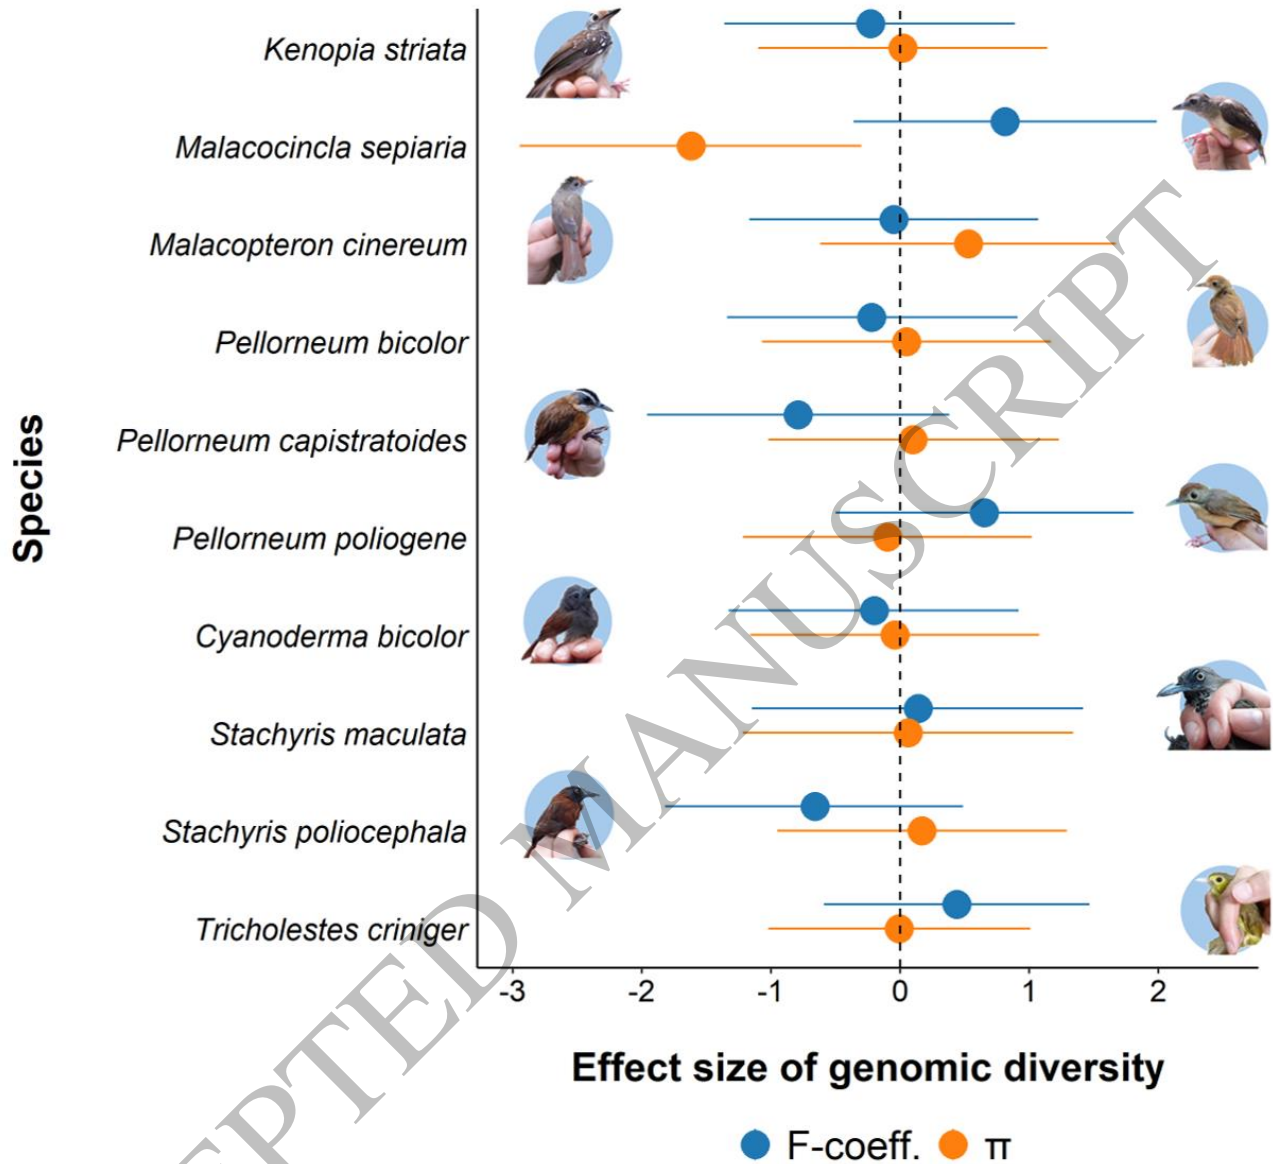 Kenopia striata
Malacocincla sepiaria
Malacopteron cinereum
Pellorneum bicolor
Pellorneum capistratoides
Pellorneum poliogene
Cyanoderma bicolor
Stachyris maculata
Stachyris poliocephala
Tricholestes criniger
Species
-3 -2 -1 0 1 2
Effect size of genomic diversity
F-coeff. π
EPTED MANUSCRIPT